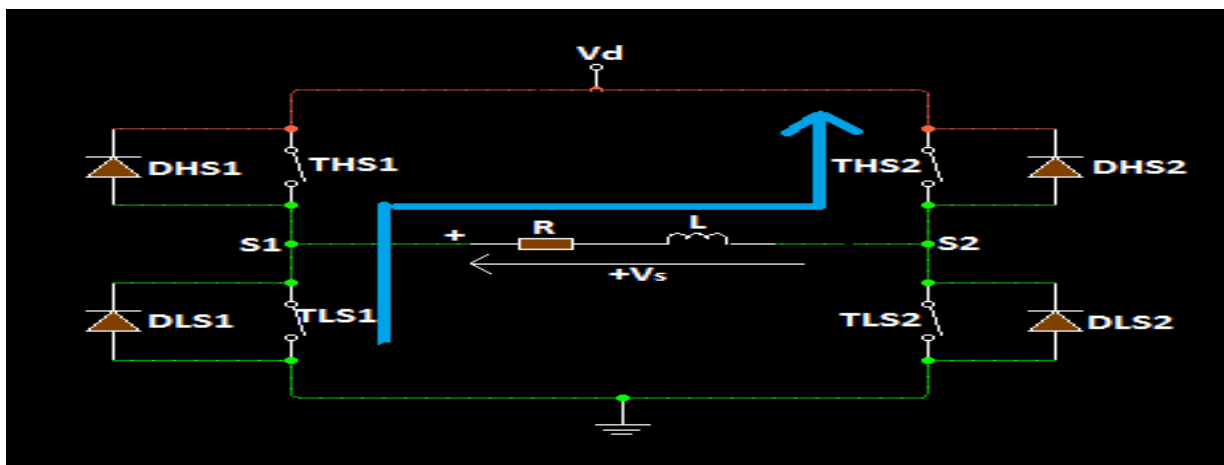 Vd
DHS1 THS1 THS2 DHS2
S1 + R L S2
+Vs
DLS1 TLS1 TLS2 DLS2